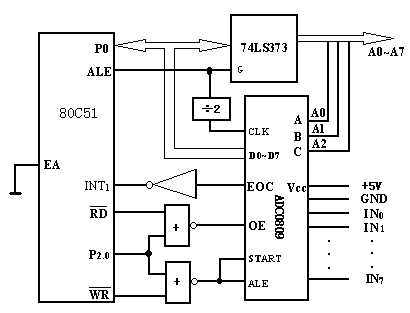 P0
74LS373
A0~A7
ALE
G
80C51
÷2
A0
A
CLK
B
A1
D0~D7
C
A2
EA
INT1
EOC
Vcc
+5V
GND
RD
+
OE
ADC0809
IN0
IN1
P2.0
START
WR
+
ALE
IN7